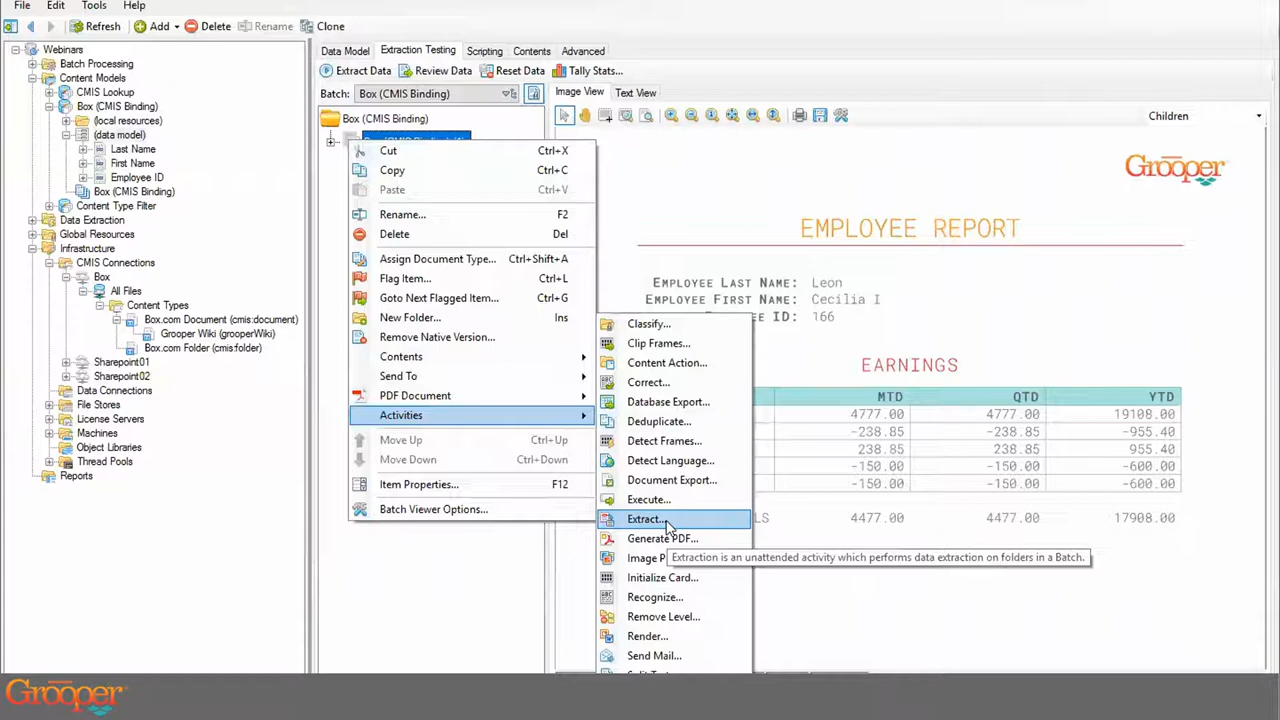 File Edit Tools Help
Refresh Add Delete Rename Clone
Webinars
Batch Processing
Content Models
CMIS Lookup
Box (CMIS Binding)
(local resources)
(data model)
Last Name
First Name
Employee ID
Box (CMIS Binding)
Content Type Filter
Data Extraction
Global Resources
Infrastructure
CMIS Connections
Box
All Files
Content Types
Box.com Document (cmis:document)
Grooper Wiki (grooperWiki)
Box.com Folder (cmis:folder)
Sharepoint01
Sharepoint02
Data Connections
File Stores
License Servers
Machines
Object Libraries
Thread Pools
Reports
Data Model Extraction Testing Scripting Contents Advanced
Extract Data Review Data Reset Data Tally Stats...
Batch: Box (CMIS Binding)
Box (CMIS Binding)
Cut Ctrl+X
Copy Ctrl+C
Paste Ctrl+V
Rename... F2
Delete Del
Assign Document Type... Ctrl+Shift+A
Flag Item... Ctrl+L
Goto Next Flagged Item... Ctrl+G
New Folder... Ins
Remove Native Version...
Contents
Send To
PDF Document
Activities
Move Up Ctrl+Up
Move Down Ctrl+Down
Item Properties... F12
Batch Viewer Options...
Classify...
Clip Frames...
Content Action...
Correct...
Database Export...
Deduplicate...
Detect Frames...
Detect Language...
Document Export...
Execute...
Extract...
Generate PDF...
Image P
Initialize Card...
Recognize...
Remove Level...
Render...
Send Mail...
Extraction is an unattended activity which performs data extraction on folders in a Batch.
Image View Text View
Children
Grooper
EMPLOYEE REPORT
EMPLOYEE LAST NAME: Leon
EMPLOYEE FIRST NAME: Cecilia I
EE ID: 166
EARNINGS
MTD QTD YTD
4777.00 4777.00 19108.00
-238.85 -238.85 -955.40
238.85 238.85 955.40
-150.00 -150.00 -600.00
-150.00 -150.00 -600.00
LS 4477.00 4477.00 17908.00
Grooper